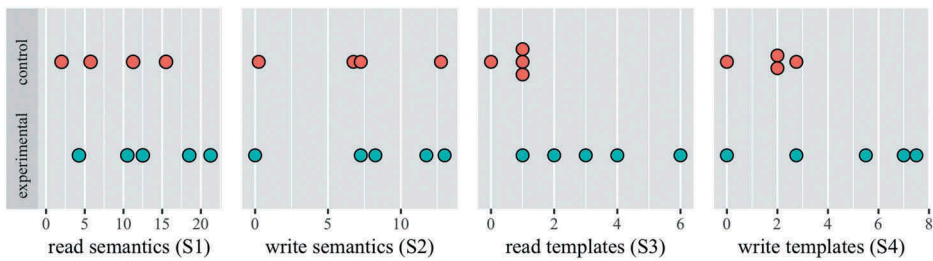 control
experimental
0 5 10 15 20
0 5 10
0 2 4 6
0 2 4 6 8
read semantics (S1)
write semantics (S2)
read templates (S3)
write templates (S4)